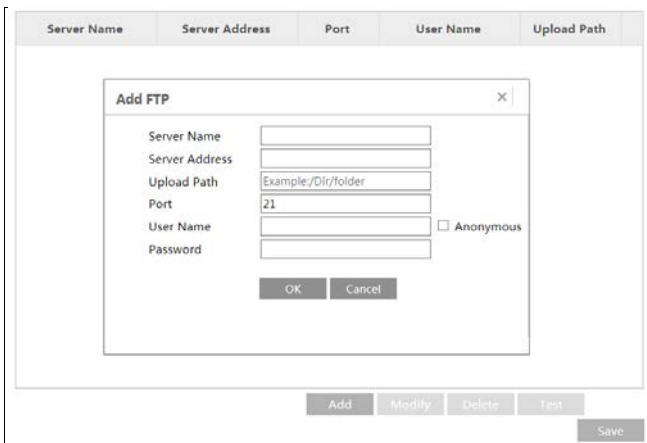 Server Name Server Address Port User Name Upload Path
Add FTP ×
Server Name
Server Address
Upload Path Example:/Dir/folder
Port 21
User Name Anonymous
Password
OK Cancel
Add Modify Delete Test
Save